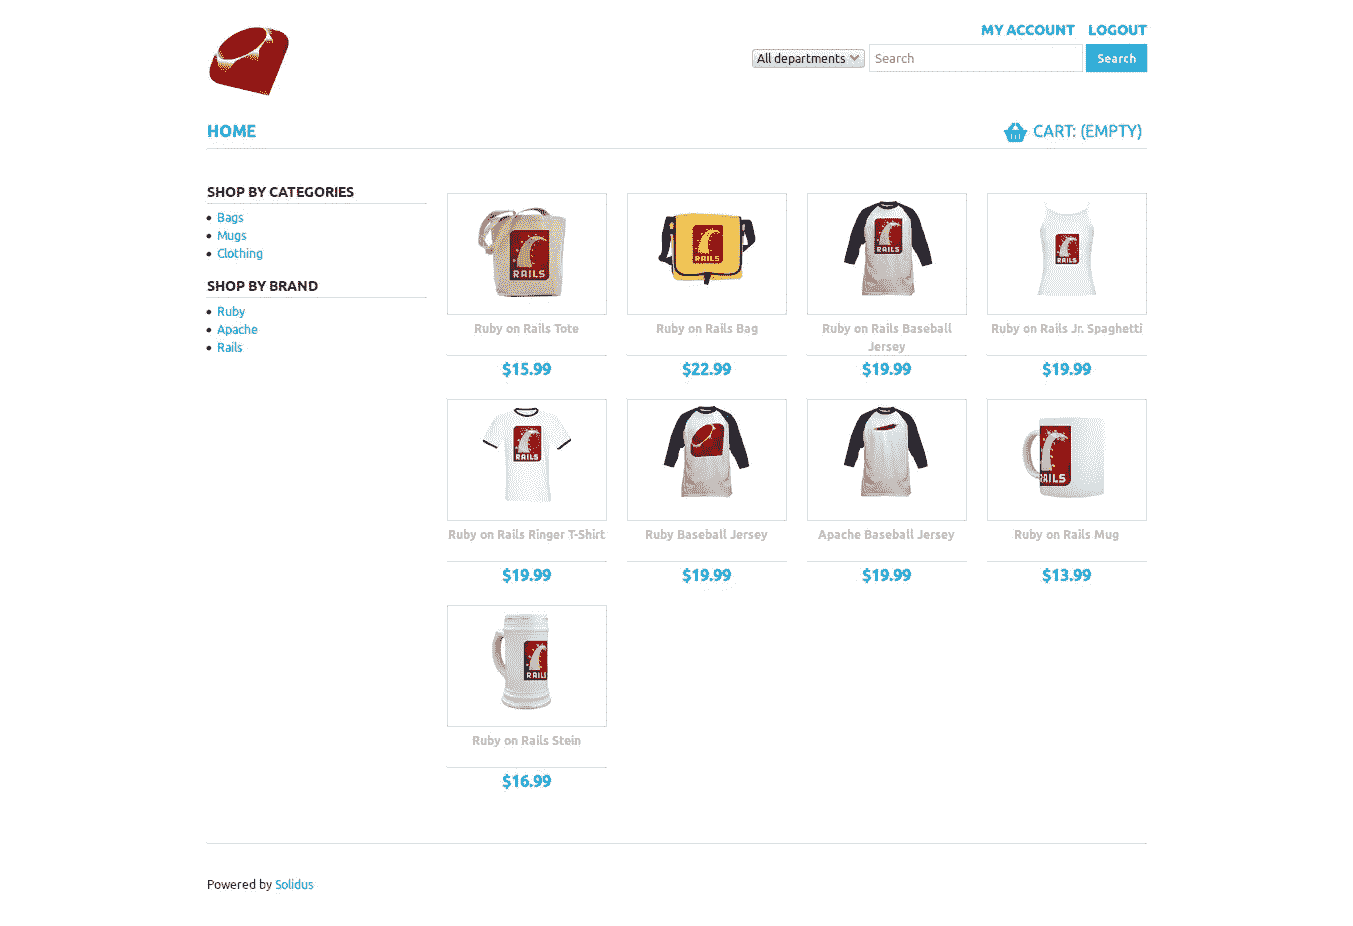 MY ACCOUNT LOGOUT
All departments Search Search
HOME CART: (EMPTY)
SHOP BY CATEGORIES
Bags
Mugs
Clothing
SHOP BY BRAND
Ruby
Apache
Rails
RAILS
RAILS
RAILS
RAILS
Ruby on Rails Tote
Ruby on Rails Bag
Ruby on Rails Baseball
Jersey
Ruby on Rails Jr. Spaghetti
$15.99 $22.99 $19.99 $19.99
RAILS
RAILS
Ruby on Rails Ringer T-Shirt
Ruby Baseball Jersey
Apache Baseball Jersey
Ruby on Rails Mug
$19.99 $19.99 $19.99 $13.99
RAILS
Ruby on Rails Stein
$16.99
Powered by Solidus